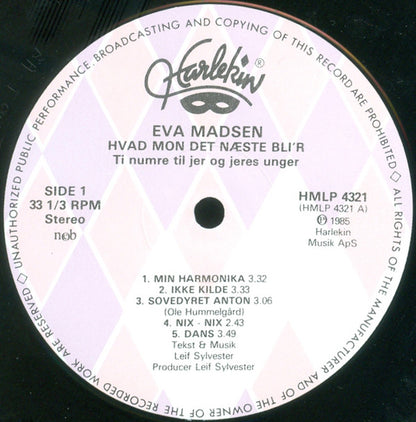 UNAUTHORIZED PUBLIC PERFORMANCE, BROADCASTING AND COPYING OF THIS RECORD PROHIBITED ◇ ALL RIGHTS OF THE MANUFACTURER AND OF THE OWNER OF THE RECORDED WORK ARE RESERVED ◇
Harlekin ®
EVA MADSEN
HVAD MON DET NÆSTE BLI'R
Ti numre til jer og jeres unger
SIDE 1
33 1/3 RPM
Stereo
ncb
HMLP 4321
(HMLP 4321 A)
℗ 1985
Harlekin
Musik ApS
1. MIN HARMONIKA 3.32
2. IKKE KILDE 3.33
3. SOVEDYRET ANTON 3.06
(Ole Hummelgård)
4. NIX - NIX 2.43
5. DANS 3.49
Tekst & Musik
Leif Sylvester
Producer Leif Sylvester